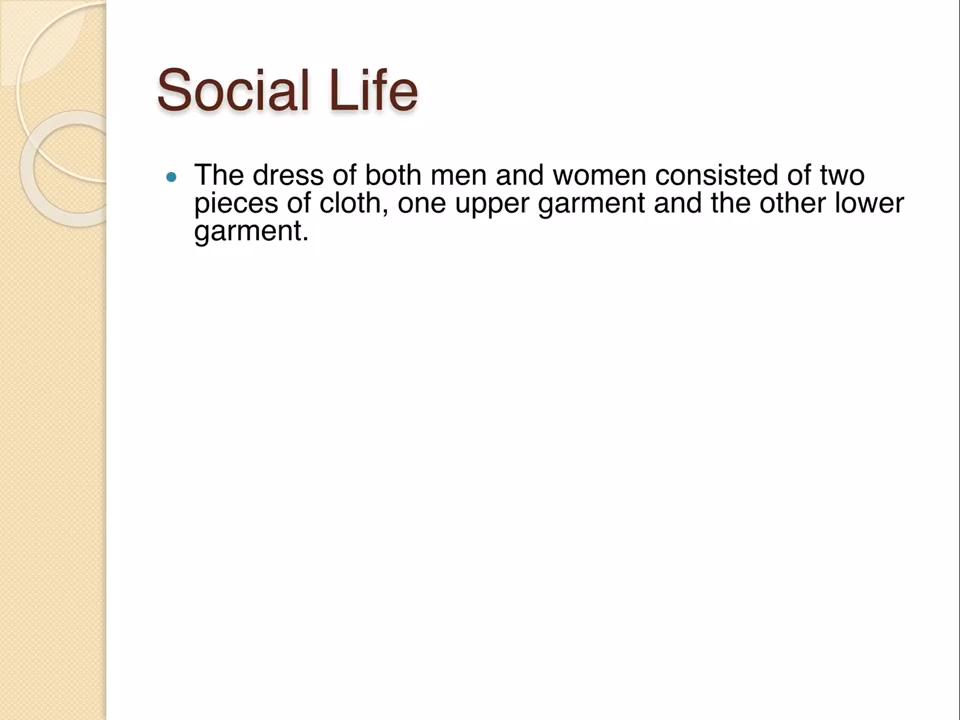 Social Life
• The dress of both men and women consisted of two
pieces of cloth, one upper garment and the other lower
garment.